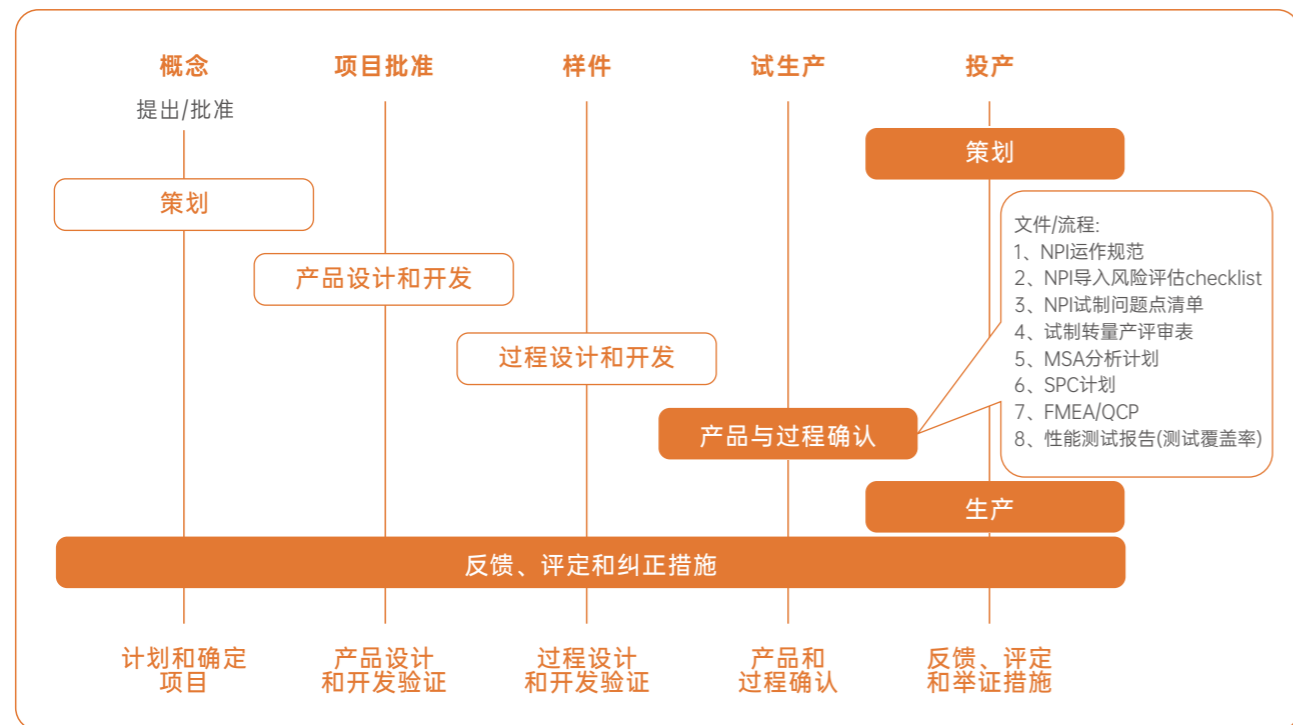 概念
项目批准
样件
试生产
投产
提出/批准
策划
策划
产品设计和开发
过程设计和开发
产品与过程确认
文件/流程:
1、NPI运作规范
2、NPI导入风险评估checklist
3、NPI试制问题点清单
4、试制转量产评审表
5、MSA分析计划
6、SPC计划
7、FMEA/QCP
8、性能测试报告(测试覆盖率)
生产
反馈、评定和纠正措施
计划和确定
项目
产品设计
和开发验证
过程设计
和开发验证
产品和
过程确认
反馈、评定
和举证措施